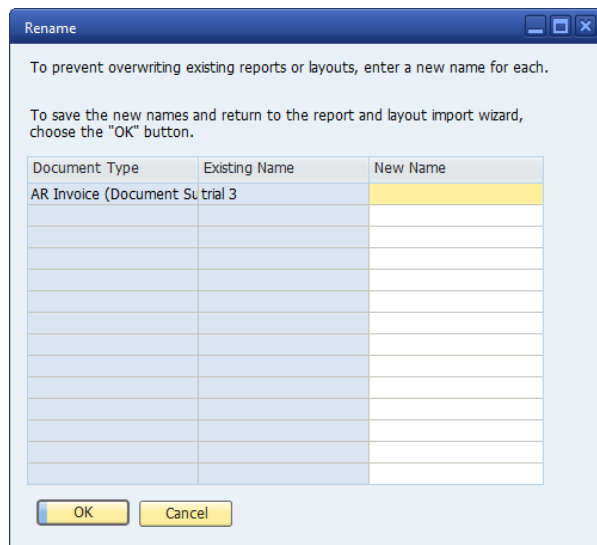 Rename
To prevent overwriting existing reports or layouts, enter a new name for each.
To save the new names and return to the report and layout import wizard,
choose the "OK" button.
Document Type Existing Name New Name
AR Invoice (Document Su trial 3
OK Cancel